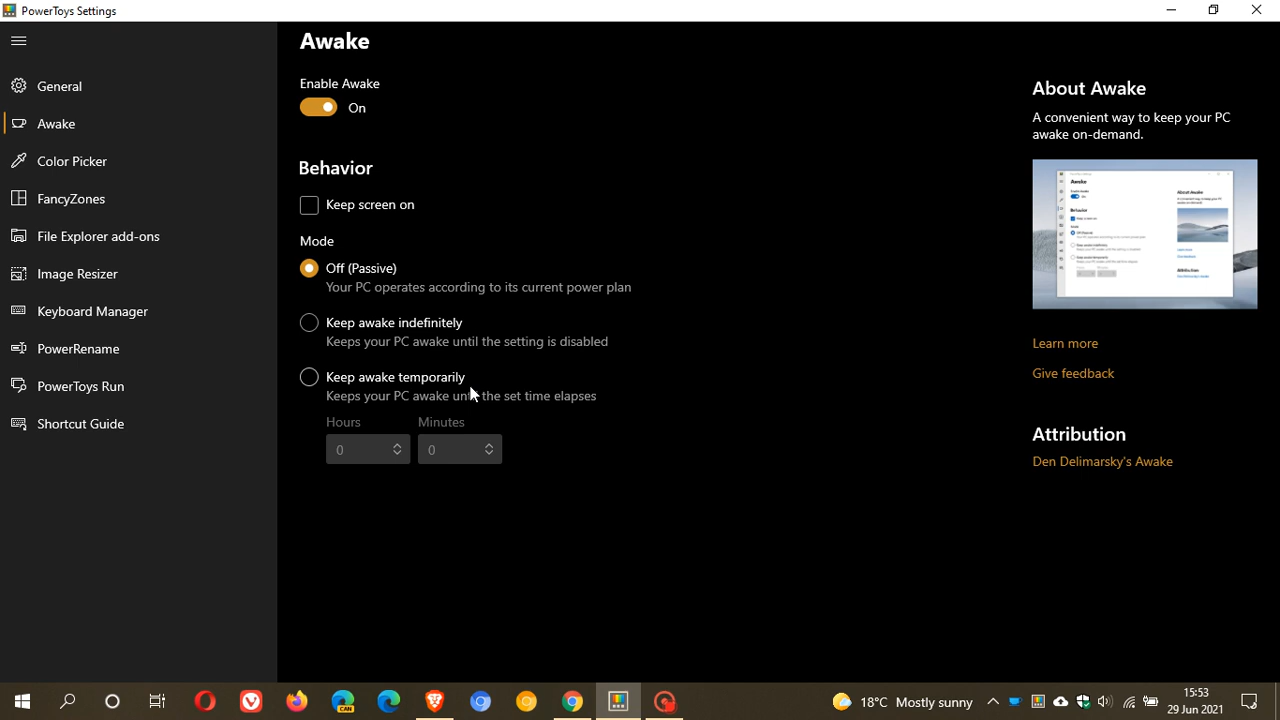 PowerToys Settings
General
Awake
Color Picker
FancyZones
File Explorer add-ons
Image Resizer
Keyboard Manager
PowerRename
PowerToys Run
Shortcut Guide
Awake
Enable Awake
On
Behavior
Keep screen on
Mode
Off (Passive)
Your PC operates according to its current power plan
Keep awake indefinitely
Keeps your PC awake until the setting is disabled
Keep awake temporarily
Keeps your PC awake until the set time elapses
Hours Minutes
0 0
About Awake
A convenient way to keep your PC
awake on-demand.
Learn more
Give feedback
Attribution
Den Delimarsky's Awake
CAN
18°C Mostly sunny
15:53
29 Jun 2021